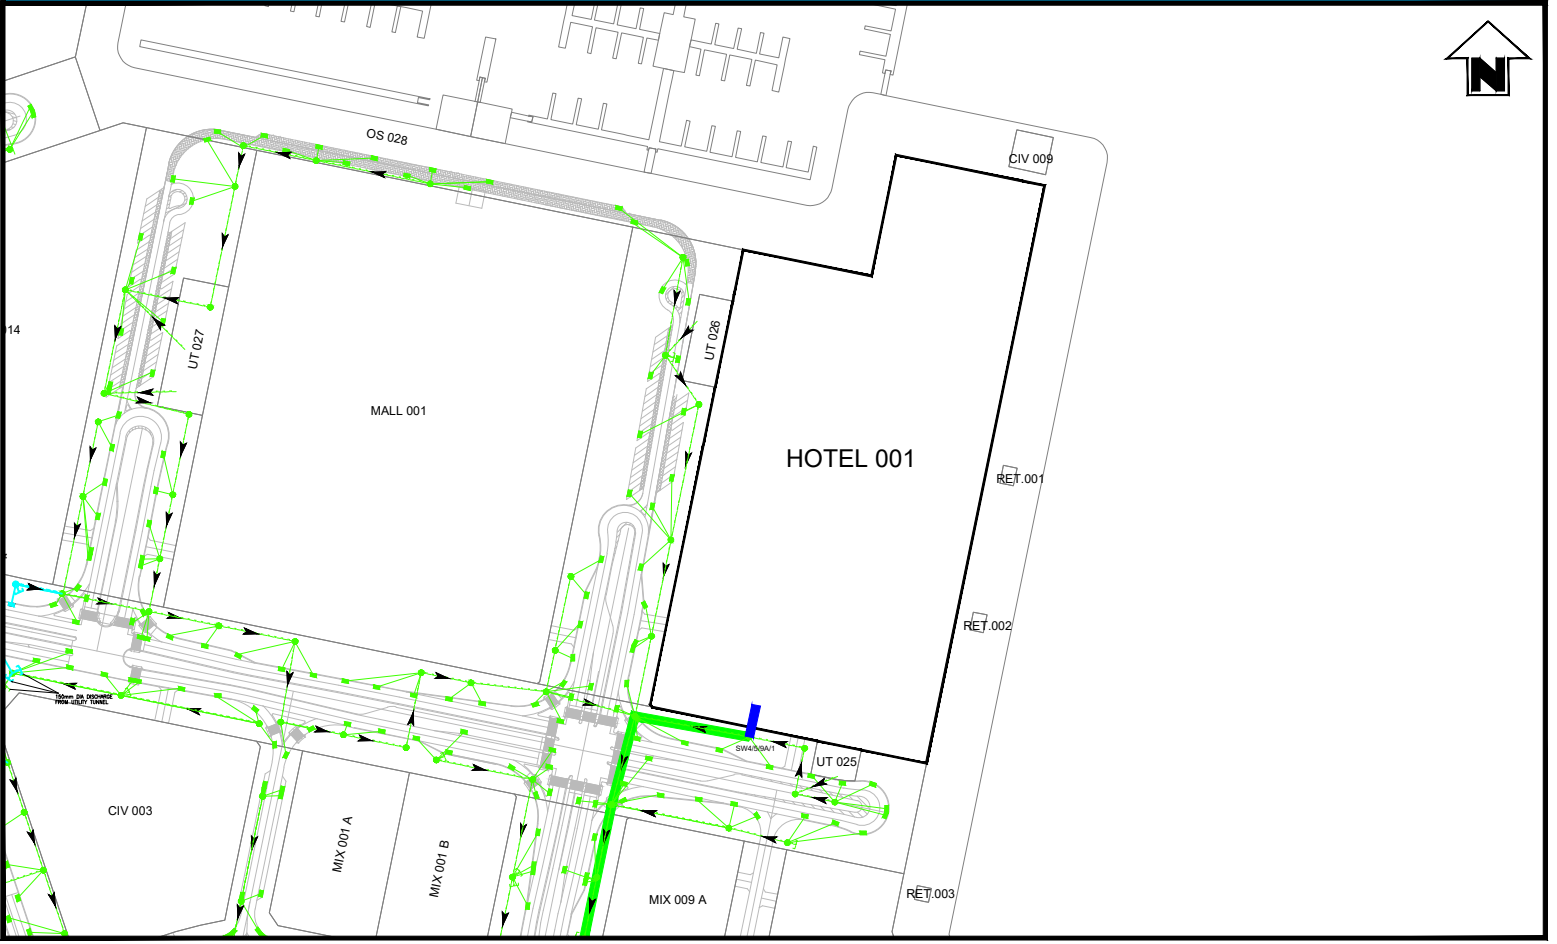 N
OS 028
CIV 009
014
UT 027
UT 026
MALL 001
HOTEL 001
RET.001
RET.002
150mm DIA DISCHARGE
FROM UTILITY TUNNEL
SW4/5/9A/1
UT 025
CIV 003
MIX 001 A
MIX 001 B
MIX 009 A
RET.003